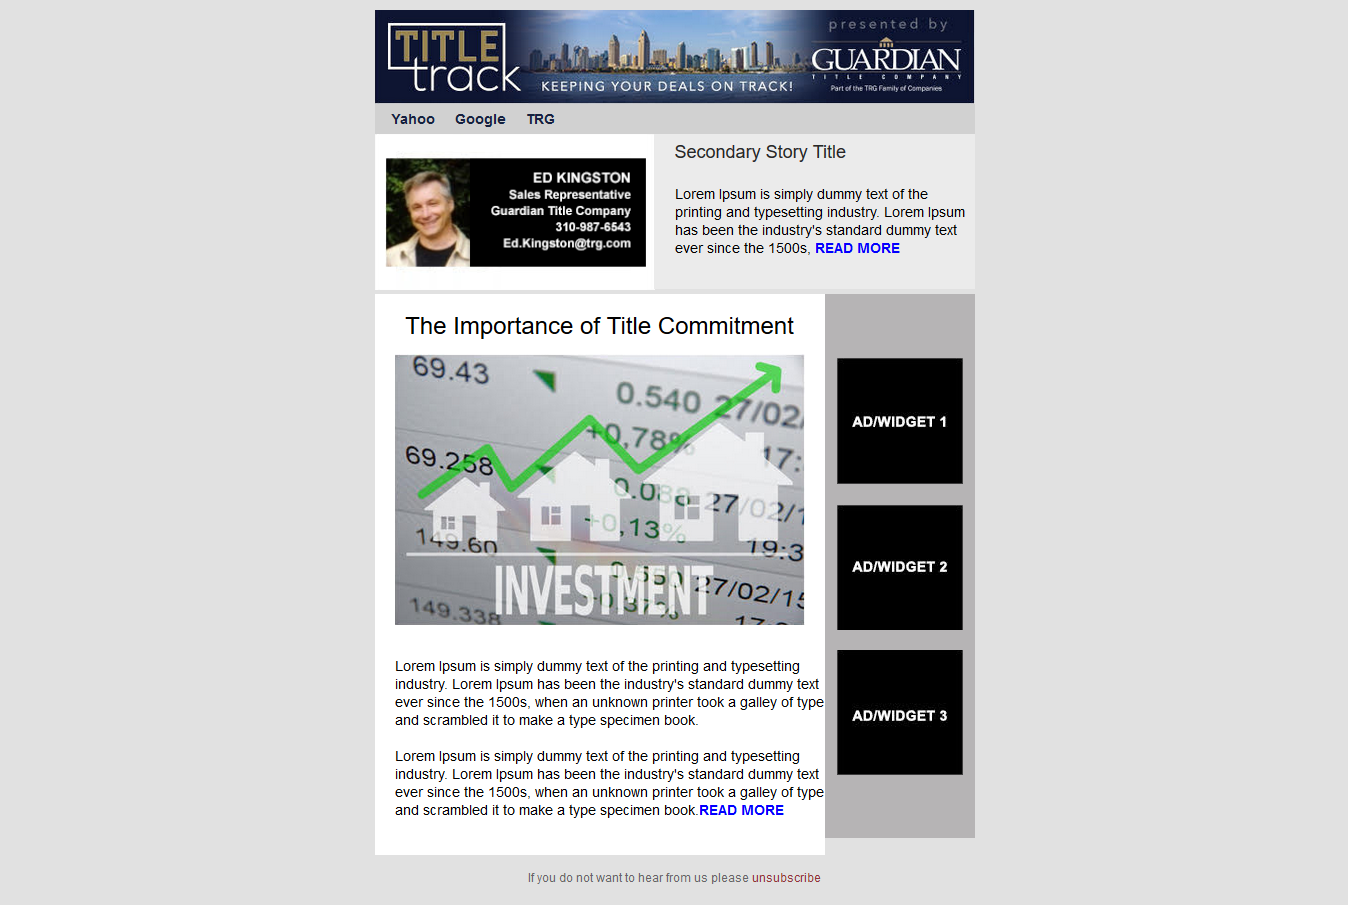 TITLE
track
KEEPING YOUR DEALS ON TRACK!
presented by
GUARDIAN
TITLE COMPANY
Part of the TRG Family of Companies
Yahoo Google TRG
ED KINGSTON
Sales Representative
Guardian Title Company
310-987-6543
Ed.Kingston@trg.com
Secondary Story Title
Lorem Ipsum is simply dummy text of the
printing and typesetting industry. Lorem Ipsum
has been the industry's standard dummy text
ever since the 1500s, READ MORE
The Importance of Title Commitment
69.43
0.540 27/02/
+0,78%
69.258
17:
0.088 27/02/1
+0,13%
149.60
19:3
27/02/15
INVESTMENT
+0.37%
149.338
17:
Lorem Ipsum is simply dummy text of the printing and typesetting
industry. Lorem Ipsum has been the industry's standard dummy text
ever since the 1500s, when an unknown printer took a galley of type
and scrambled it to make a type specimen book.
Lorem Ipsum is simply dummy text of the printing and typesetting
industry. Lorem Ipsum has been the industry's standard dummy text
ever since the 1500s, when an unknown printer took a galley of type
and scrambled it to make a type specimen book.READ MORE
AD/WIDGET 1
AD/WIDGET 2
AD/WIDGET 3
If you do not want to hear from us please unsubscribe